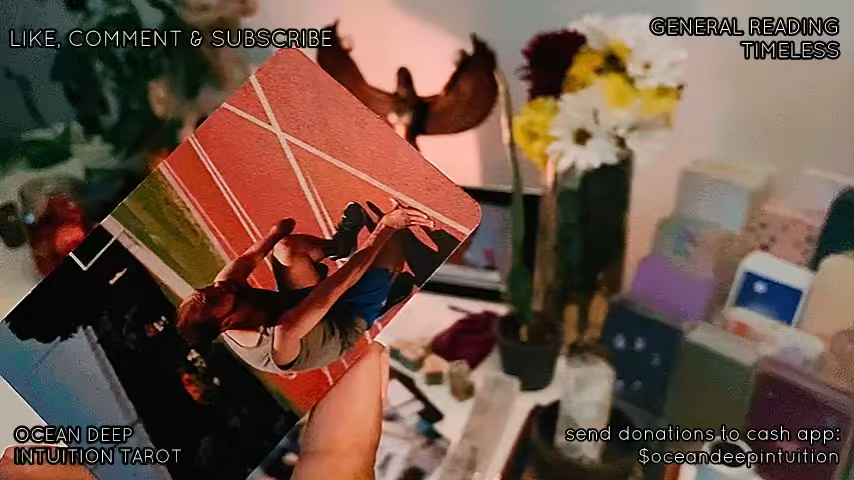 LIKE, COMMENT & SUBSCRIBE
GENERAL READING
TIMELESS
OCEAN DEEP
INTUITION TAROT
send donations to cash app:
$oceandeepintuition